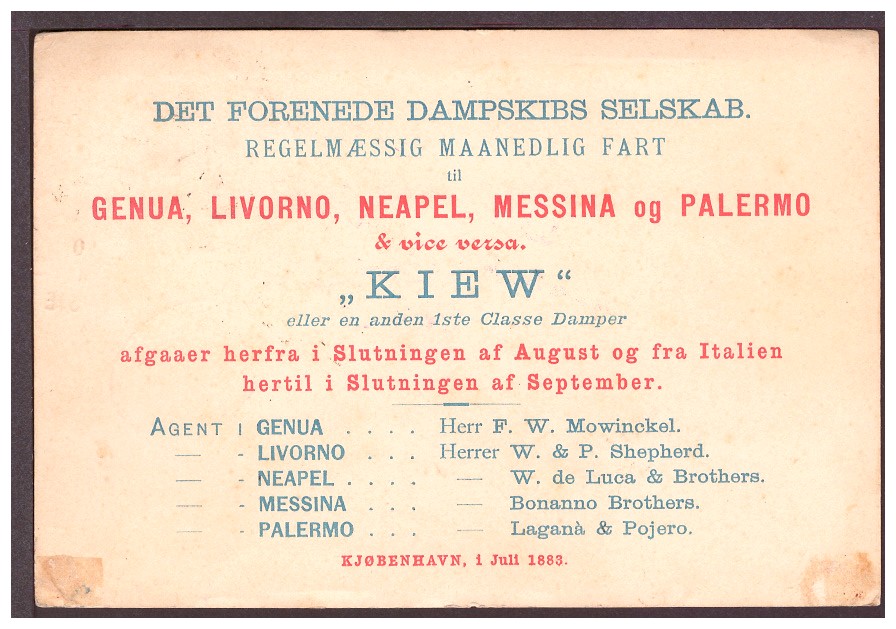 DET FORENEDE DAMPSKIBS SELSKAB.
REGELMÆSSIG MAANEDLIG FART
til
GENUA, LIVORNO, NEAPEL, MESSINA og PALERMO
& vice versa.
„KIEW“
eller en anden 1ste Classe Damper
afgaaer herfra i Slutningen af August og fra Italien
hertil i Slutningen af September.
AGENT I GENUA . . . . Herr F. W. Mowinckel.
— - LIVORNO . . . Herrer W. & P. Shepherd.
— - NEAPEL . . . . — W. de Luca & Brothers.
— - MESSINA . . . — Bonanno Brothers.
— - PALERMO . . . — Laganà & Pojero.
KJØBENHAVN, i Juli 1883.